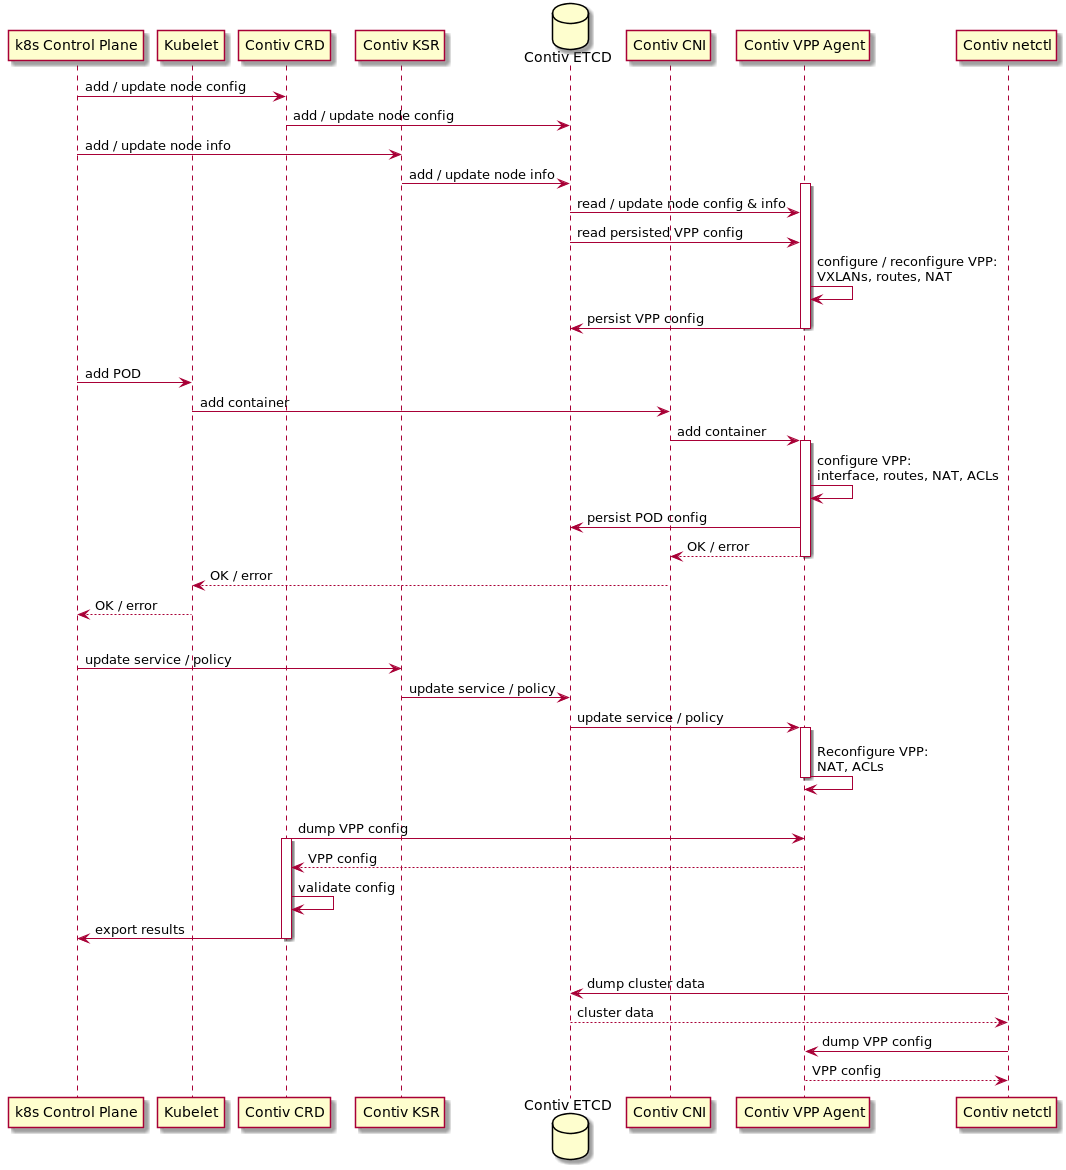 k8s Control Plane
Kubelet
Contiv CRD
Contiv KSR
Contiv ETCD
Contiv CNI
Contiv VPP Agent
Contiv netctl
add / update node config
add / update node config
add / update node info
add / update node info
read / update node config & info
read persisted VPP config
configure / reconfigure VPP:
VXLANs, routes, NAT
persist VPP config
add POD
add container
add container
configure VPP:
interface, routes, NAT, ACLs
persist POD config
OK / error
OK / error
OK / error
update service / policy
update service / policy
update service / policy
Reconfigure VPP:
NAT, ACLs
dump VPP config
VPP config
validate config
export results
dump cluster data
cluster data
dump VPP config
VPP config
k8s Control Plane
Kubelet
Contiv CRD
Contiv KSR
Contiv ETCD
Contiv CNI
Contiv VPP Agent
Contiv netctl